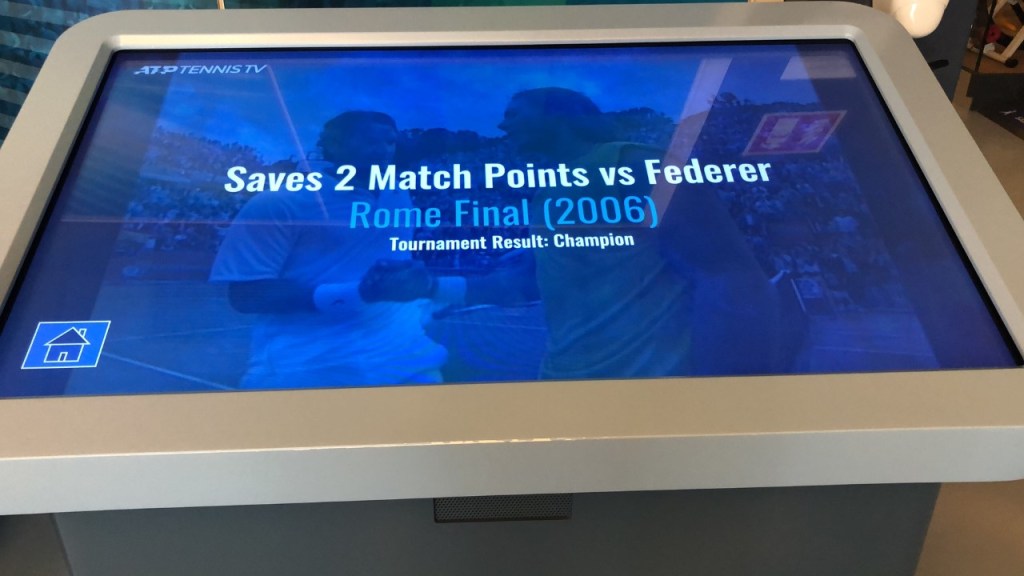 ATP TENNIS TV
Saves 2 Match Points vs Federer
Rome Final (2006)
Tournament Result: Champion